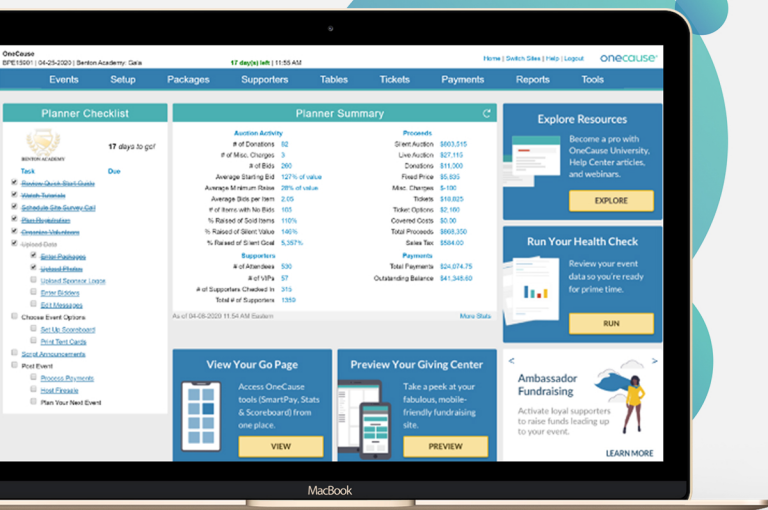 OneCause
BPE15901 | 04-25-2020 | Benton Academy: Gala
17 day(s) left | 11:55 AM
Home | Switch Sites | Help | Logout
onecause
Events Setup Packages Supporters Tables Tickets Payments Reports Tools
Planner Checklist
BENTON ACADEMY
17 days to go!
Task Due
Review Quick Start Guide
Watch Tutorials
Schedule Site Survey Call
Plan Registration
Organize Volunteers
Upload Data
Enter Packages
Upload Photos
Upload Sponsor Logos
Enter Bidders
Edit Messages
Choose Event Options
Set Up Scoreboard
Print Tent Cards
Script Announcements
Post Event
Process Payments
Host Firesale
Plan Your Next Event
Planner Summary
Auction Activity
# of Donations 82
# of Misc. Charges 3
# of Bids 260
Average Starting Bid 127% of value
Average Minimum Raise 28% of value
Average Bids per Item 2.05
# of Items with No Bids 105
% Raised of Sold Items 110%
% Raised of Silent Value 146%
% Raised of Silent Goal 5,357%
Supporters
# of Attendees 530
# of VIPs 57
# of Supporters Checked In 315
Total # of Supporters 1350
Proceeds
Silent Auction $803,515
Live Auction $27,115
Donations $11,000
Fixed Price $5,835
Misc. Charges $-100
Tickets $18,825
Ticket Options $2,160
Covered Costs $0.00
Total Proceeds $868,350
Sales Tax $584.00
Payments
Total Payments $24,074.75
Outstanding Balance $41,348.60
As of 04-08-2020 11:54 AM Eastern
More Stats
Explore Resources
Become a pro with
OneCause University,
Help Center articles,
and webinars.
EXPLORE
Run Your Health Check
Review your event
data so you're ready
for prime time.
RUN
View Your Go Page
Access OneCause
tools (SmartPay, Stats
& Scoreboard) from
one place.
VIEW
Preview Your Giving Center
Take a peek at your
fabulous, mobile-
friendly fundraising
site.
PREVIEW
< >
Ambassador
Fundraising
Activate loyal supporters
to raise funds leading up
to your event.
LEARN MORE
MacBook